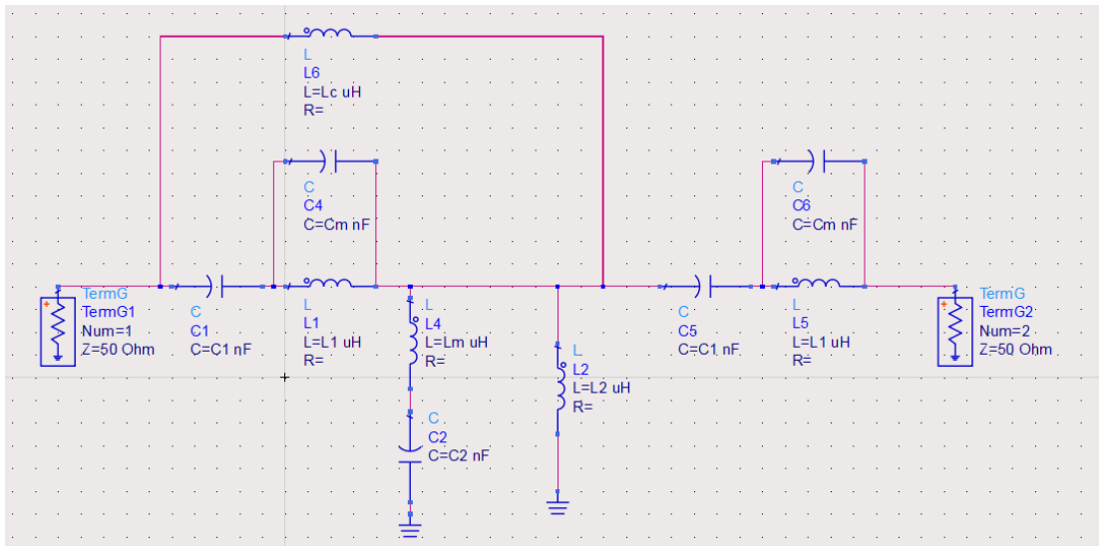 L
L6
L=Lc uH
R=
C
C4
C=Cm nF
C
C6
C=Cm nF
TermG
TermG1
Num=1
Z=50 Ohm
C
C1
C=C1 nF
L
L1
L=L1 uH
R=
L
L4
L=Lm uH
R=
C
C2
C=C2 nF
L
L2
L=L2 uH
R=
C
C5
C=C1 nF
L
L5
L=L1 uH
R=
TermG
TermG2
Num=2
Z=50 Ohm